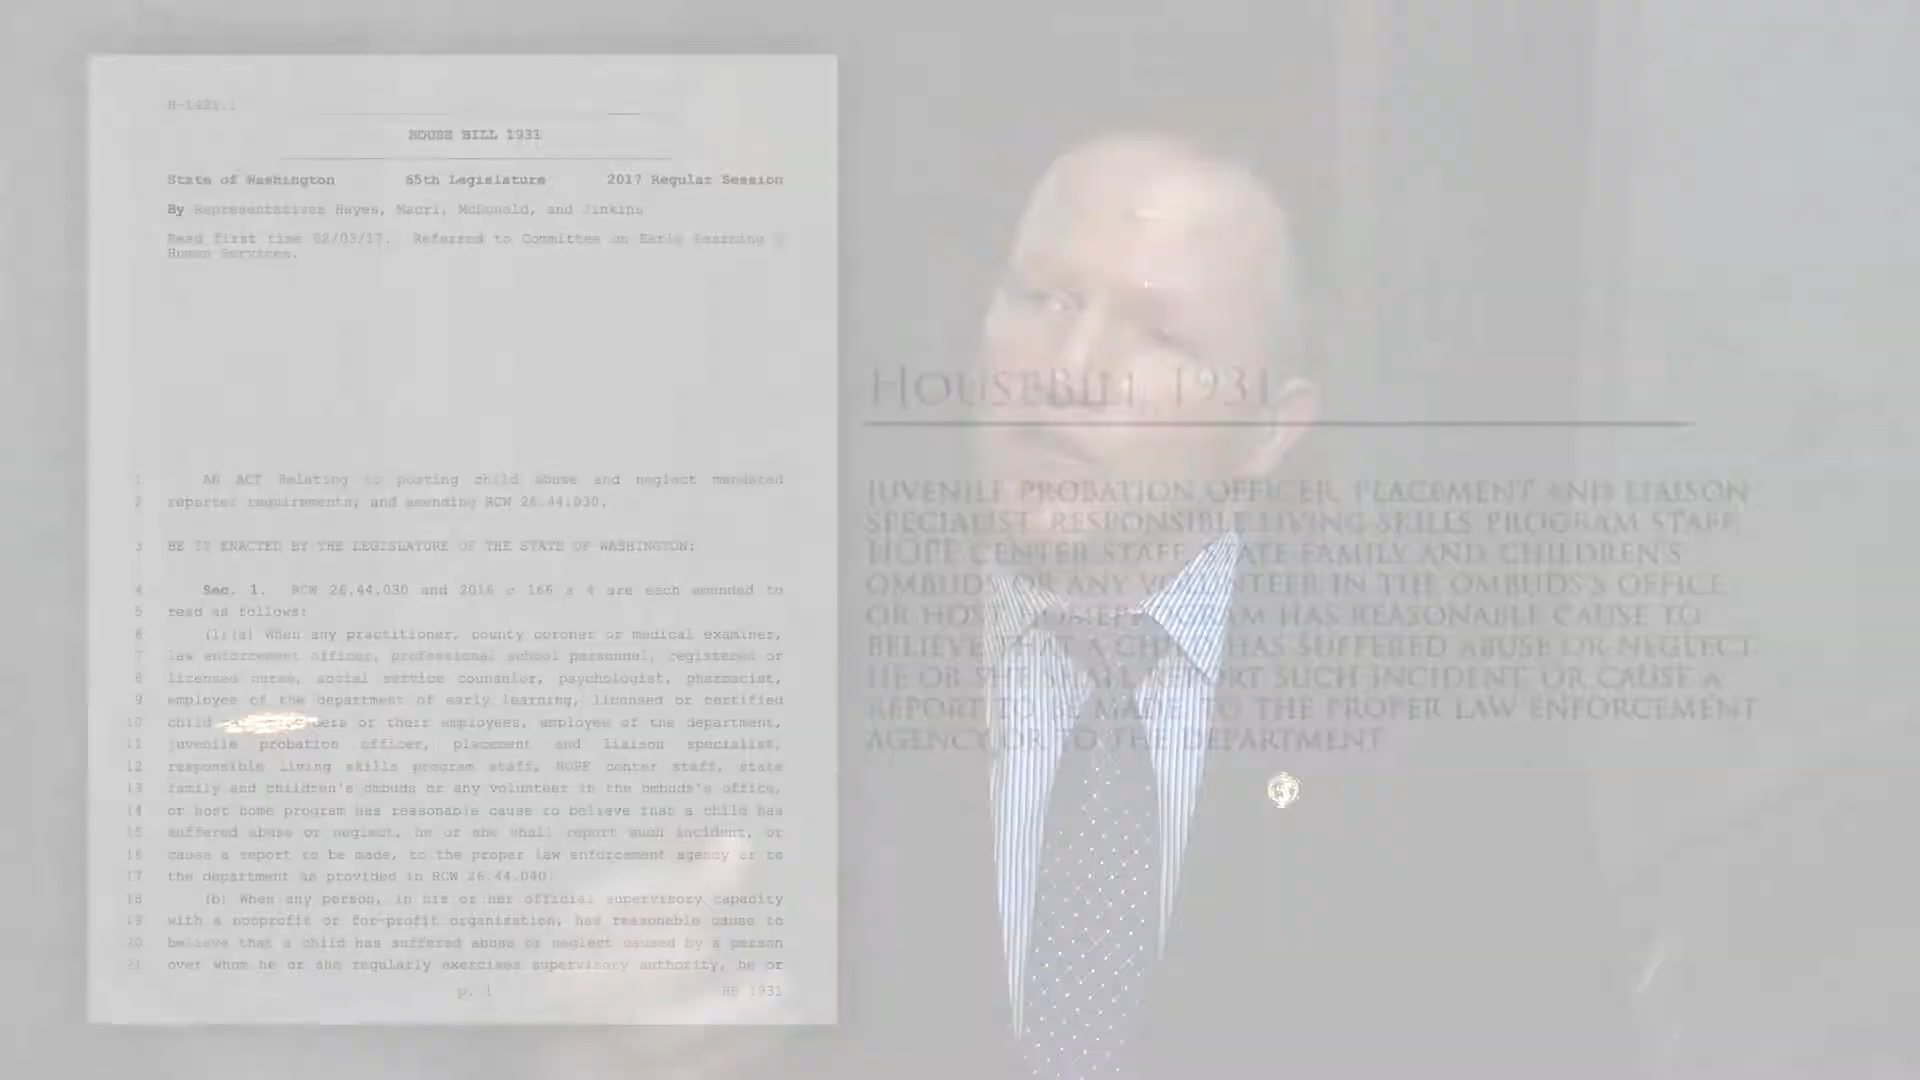 H-1421.1
HOUSE BILL 1931
State of Washington 65th Legislature 2017 Regular Session
By Representatives Hayes, Macri, McDonald, and Jinkins
Read first time 02/03/17. Referred to Committee on Early Learning &
Human Services.
1 AN ACT Relating to posting child abuse and neglect mandated
2 reporter requirements; and amending RCW 26.44.030.
3 BE IT ENACTED BY THE LEGISLATURE OF THE STATE OF WASHINGTON:
4 Sec. 1. RCW 26.44.030 and 2016 c 166 s 4 are each amended to
5 read as follows:
6 (1)(a) When any practitioner, county coroner or medical examiner,
7 law enforcement officer, professional school personnel, registered or
8 licensed nurse, social service counselor, psychologist, pharmacist,
9 employee of the department of early learning, licensed or certified
10 child or their employees, employee of the department,
11 juvenile probation officer, placement and liaison specialist,
12 responsible living skills program staff, HOPE center staff, state
13 family and children's ombuds or any volunteer in the ombuds's office,
14 or host home program has reasonable cause to believe that a child has
15 suffered abuse or neglect, he or she shall report such incident, or
16 cause a report to be made, to the proper law enforcement agency or to
17 the department as provided in RCW 26.44.040.
18 (b) When any person, in his or her official supervisory capacity
19 with a nonprofit or for-profit organization, has reasonable cause to
20 believe that a child has suffered abuse or neglect caused by a person
21 over whom he or she regularly exercises supervisory authority, he or
p. 1 HB 1931
HOUSE BILL 1931
JUVENILE PROBATION OFFICER, PLACEMENT AND LIAISON
SPECIALIST, RESPONSIBLE LIVING SKILLS PROGRAM STAFF,
HOPE CENTER STAFF, STATE FAMILY AND CHILDREN'S
OMBUDS OR ANY VOLUNTEER IN THE OMBUDS'S OFFICE,
OR HOST HOME PROGRAM HAS REASONABLE CAUSE TO
BELIEVE THAT A CHILD HAS SUFFERED ABUSE OR NEGLECT,
HE OR SHE SHALL REPORT SUCH INCIDENT, OR CAUSE A
REPORT TO BE MADE, TO THE PROPER LAW ENFORCEMENT
AGENCY OR TO THE DEPARTMENT